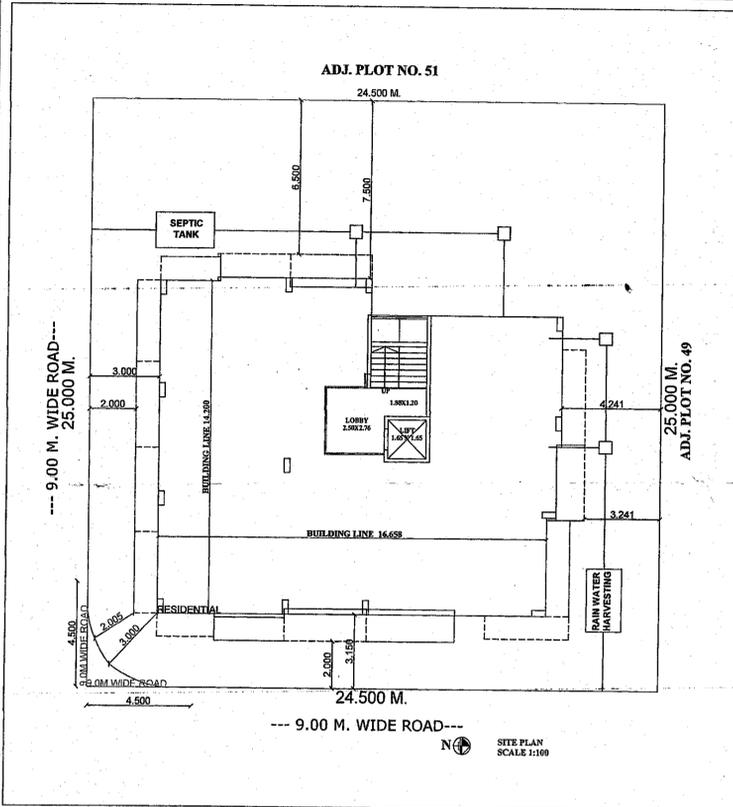 ADJ. PLOT NO. 51
24.500 M.
6.500
7.500
SEPTIC
TANK
--- 9.00 M. WIDE ROAD---
25.000 M.
3.000
2.000
BUILDING LINE 14.200
UP
1.98X1.20
LOBBY
2.50X2.76
LIFT
1.65X1.65
4.241
25.000 M.
ADJ. PLOT NO. 49
3.241
BUILDING LINE 16.658
RAIN WATER
HARVESTING
RESIDENTIAL
2.005
3.000
4.500
9.0M WIDE ROAD
9.0M WIDE ROAD
4.500
2.000
3.150
24.500 M.
--- 9.00 M. WIDE ROAD---
N
SITE PLAN
SCALE 1:100